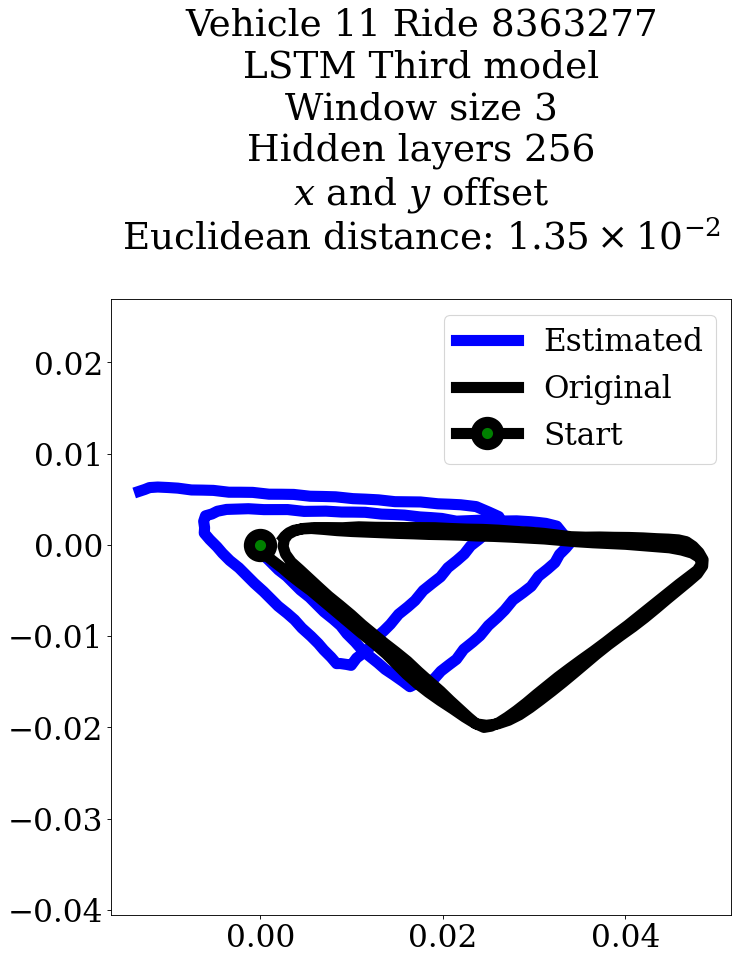 Vehicle 11 Ride 8363277
LSTM Third model
Window size 3
Hidden layers 256
x and y offset
Euclidean distance: 1.35 × 10⁻²
Estimated
Original
Start
0.02
0.01
0.00
−0.01
−0.02
−0.03
−0.04
0.00 0.02 0.04